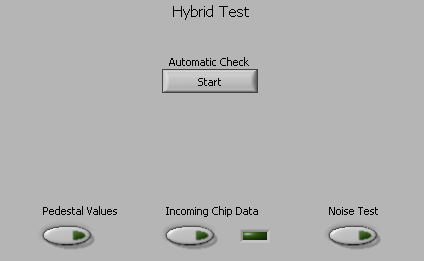 Hybrid Test
Automatic Check
Start
Pedestal Values
Incoming Chip Data
Noise Test